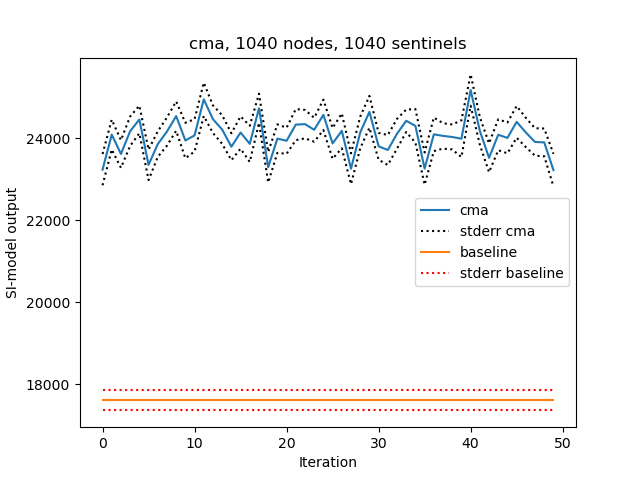 cma, 1040 nodes, 1040 sentinels
SI-model output
24000
22000
20000
18000
cma
stderr cma
baseline
stderr baseline
0 10 20 30 40 50
Iteration